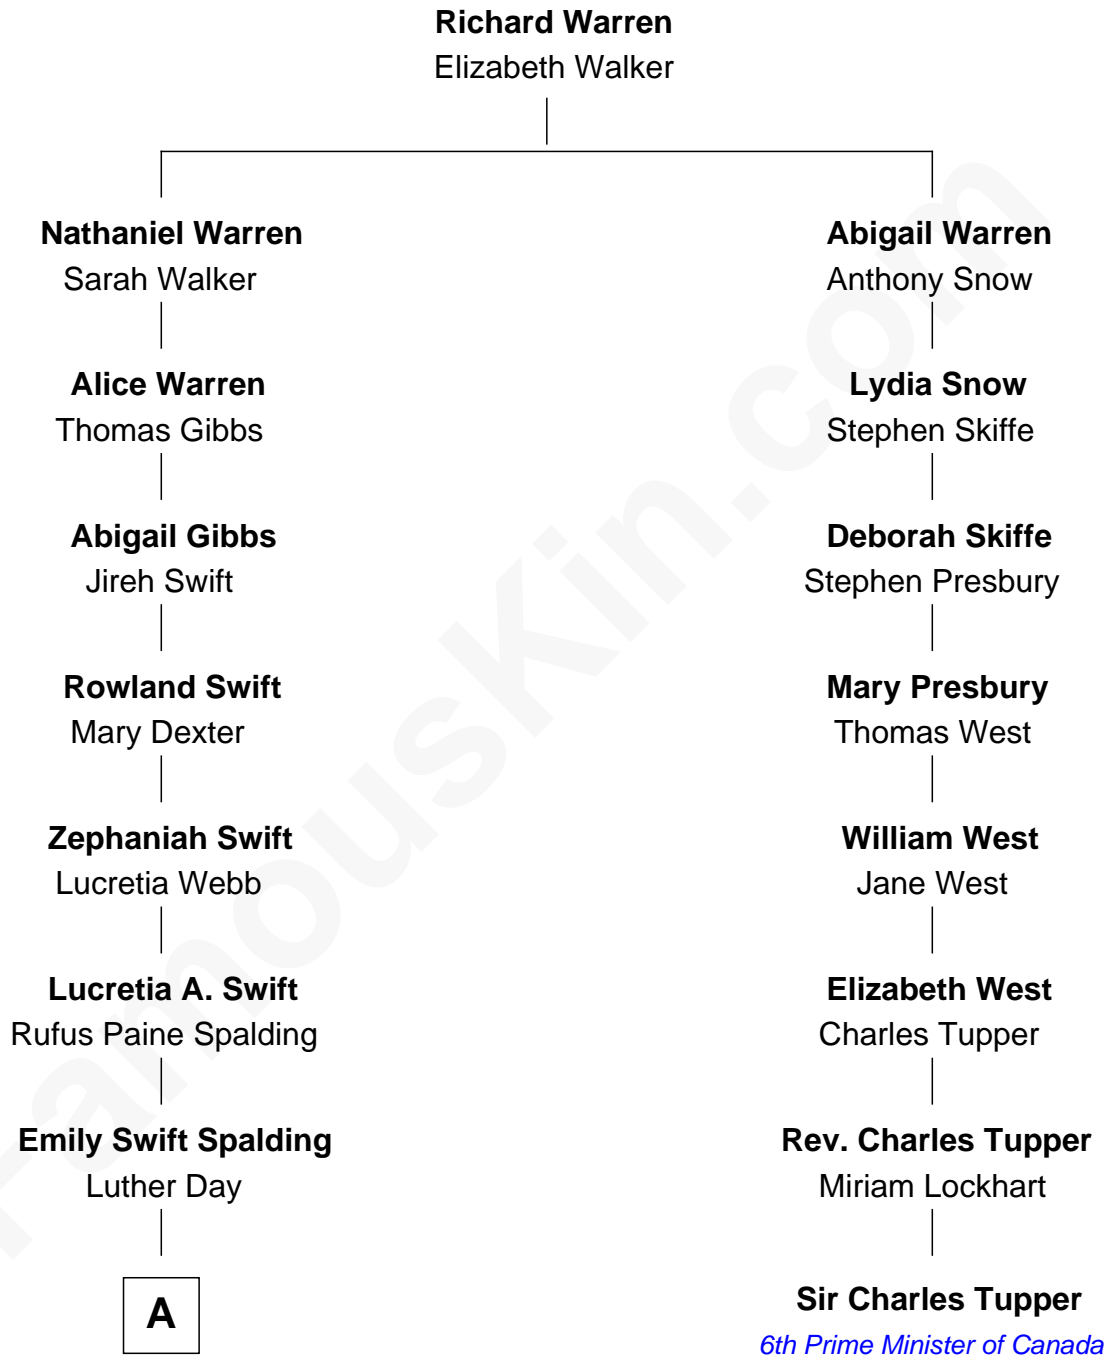 Richard Warren
Elizabeth Walker
Nathaniel Warren
Sarah Walker
Alice Warren
Thomas Gibbs
Abigail Gibbs
Jireh Swift
Rowland Swift
Mary Dexter
Zephaniah Swift
Lucretia Webb
Lucretia A. Swift
Rufus Paine Spalding
Emily Swift Spalding
Luther Day
A
Abigail Warren
Anthony Snow
Lydia Snow
Stephen Skiffe
Deborah Skiffe
Stephen Presbury
Mary Presbury
Thomas West
William West
Jane West
Elizabeth West
Charles Tupper
Rev. Charles Tupper
Miriam Lockhart
Sir Charles Tupper
6th Prime Minister of Canada
FamousKin.com